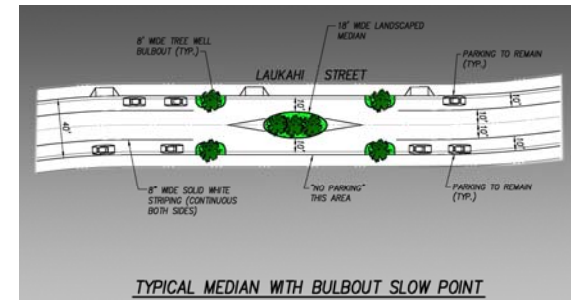 8" WIDE TREE WELL
BULBOUT (TYP.)
18" WIDE LANDSCAPED
MEDIAN
PARKING TO REMAIN
(TYP.)
LAUKAHI STREET
40'
10'
10'
10'
10'
10'
10'
8" WIDE SOLID WHITE
STRIPING (CONTINUOUS
BOTH SIDES)
"NO PARKING"
THIS AREA
PARKING TO REMAIN
(TYP.)
TYPICAL MEDIAN WITH BULBOUT SLOW POINT